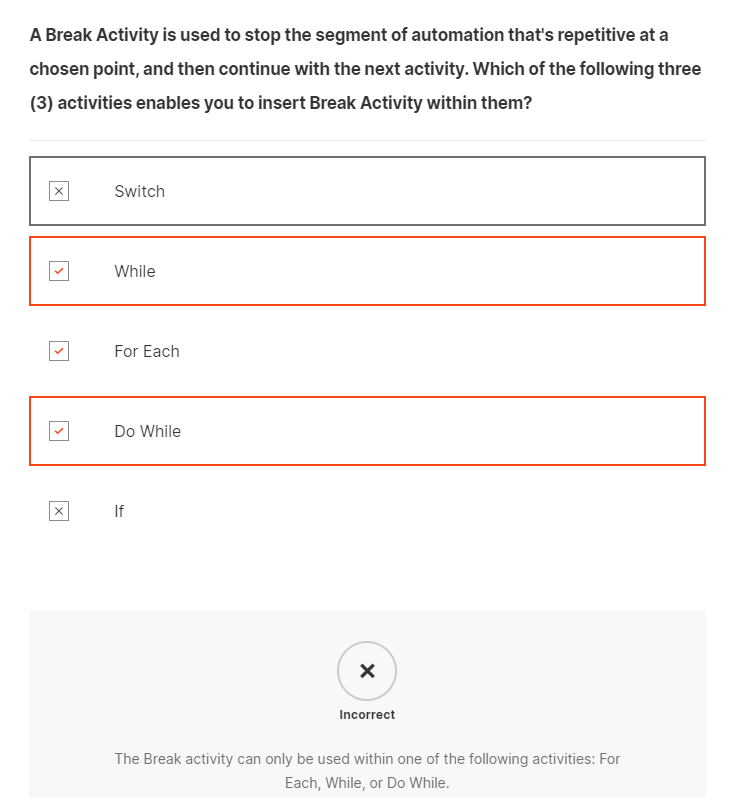 A Break Activity is used to stop the segment of automation that's repetitive at a
chosen point, and then continue with the next activity. Which of the following three
(3) activities enables you to insert Break Activity within them?
Switch
While
For Each
Do While
If
Incorrect
The Break activity can only be used within one of the following activities: For
Each, While, or Do While.